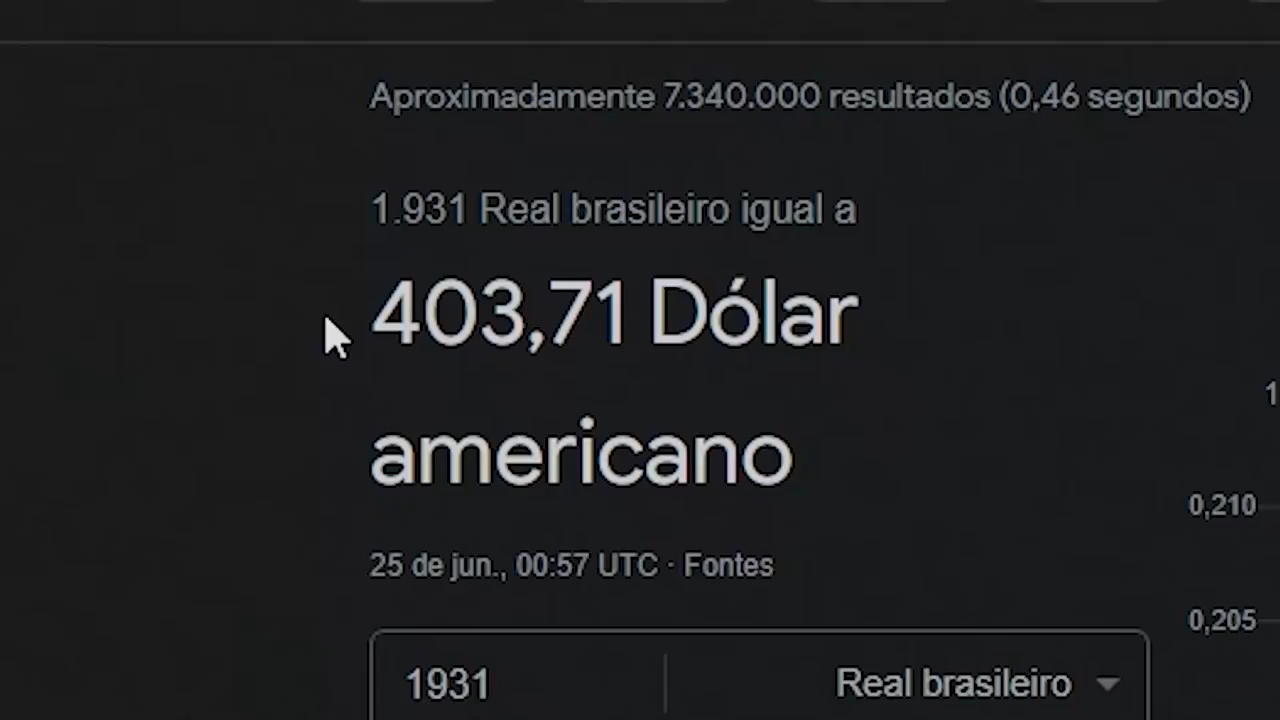 Aproximadamente 7.340.000 resultados (0,46 segundos)
1.931 Real brasileiro igual a
403,71 Dólar
americano
25 de jun., 00:57 UTC · Fontes
1931 Real brasileiro
1
0,210
0,205